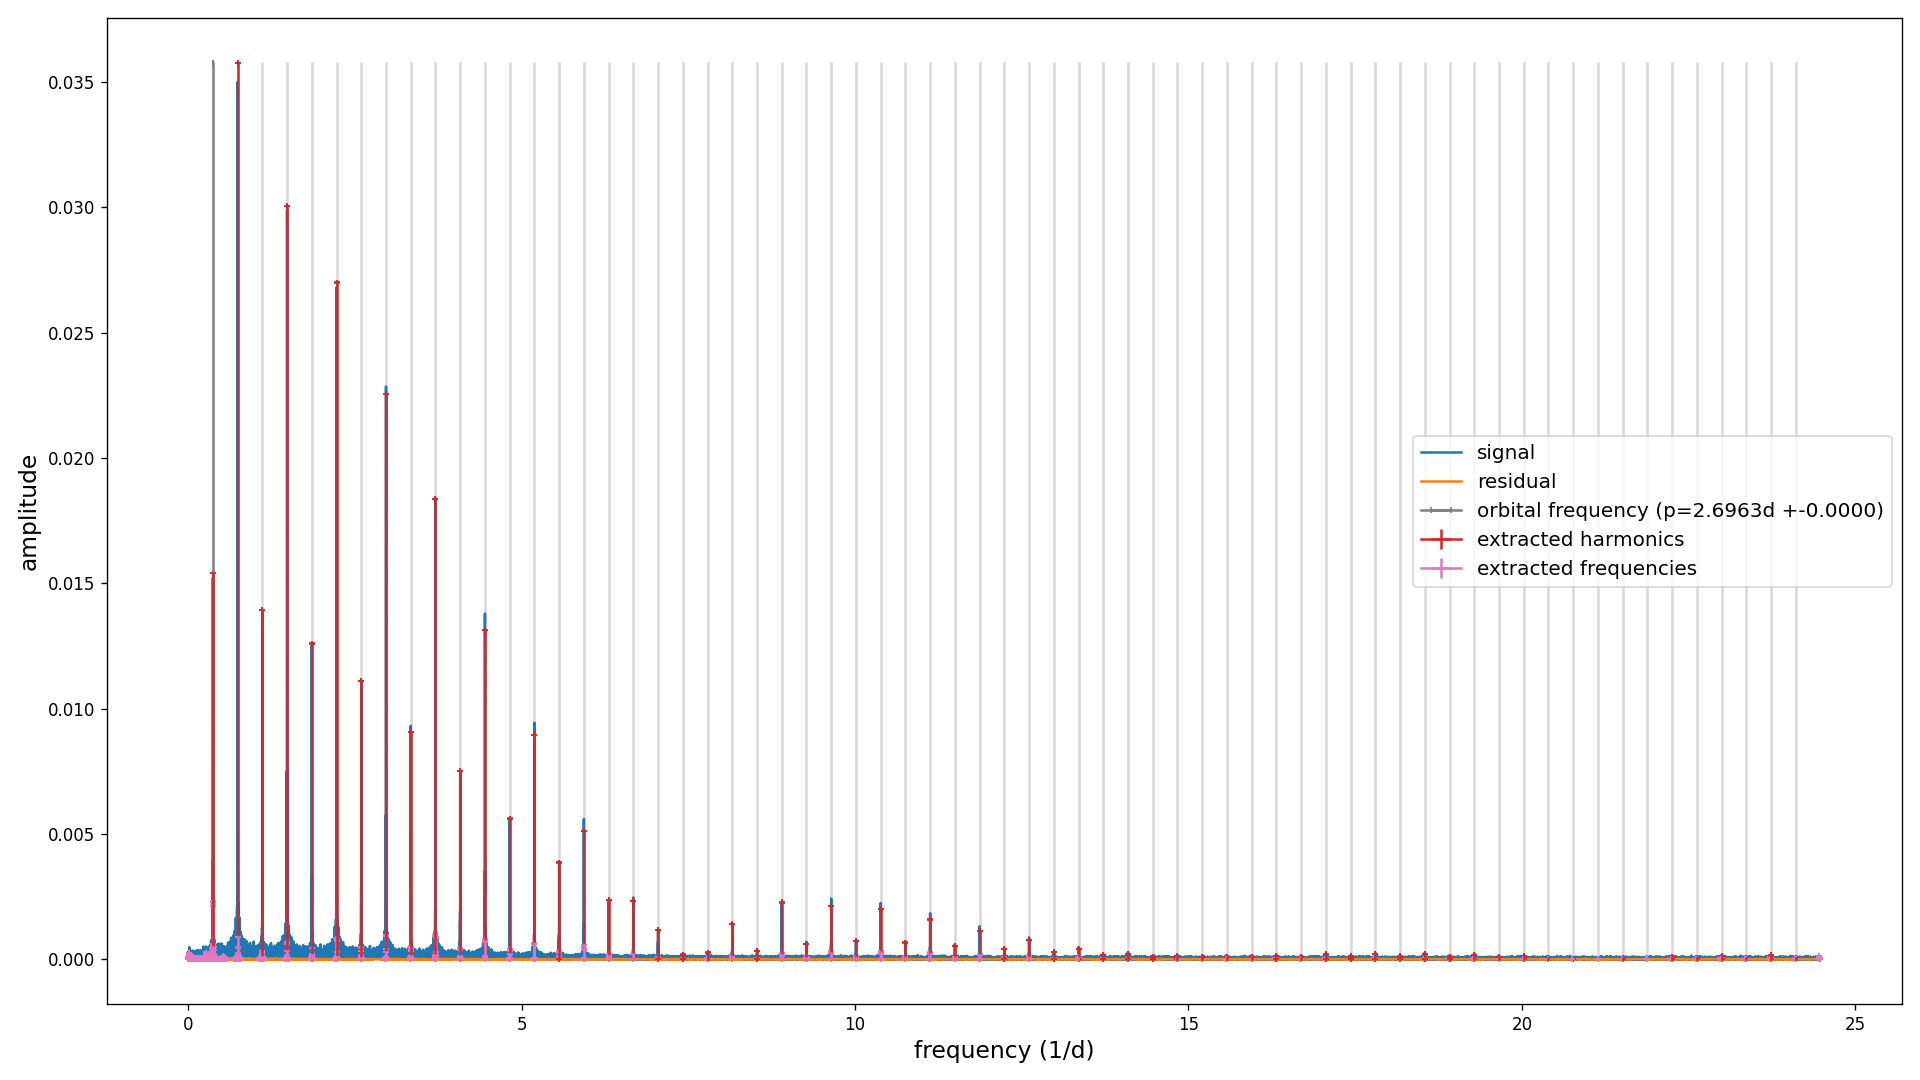 0.035
0.030
0.025
0.020
0.015
0.010
0.005
0.000
amplitude
signal
residual
orbital frequency (p=2.6963d +-0.0000)
extracted harmonics
extracted frequencies
0 5 10 15 20 25
frequency (1/d)